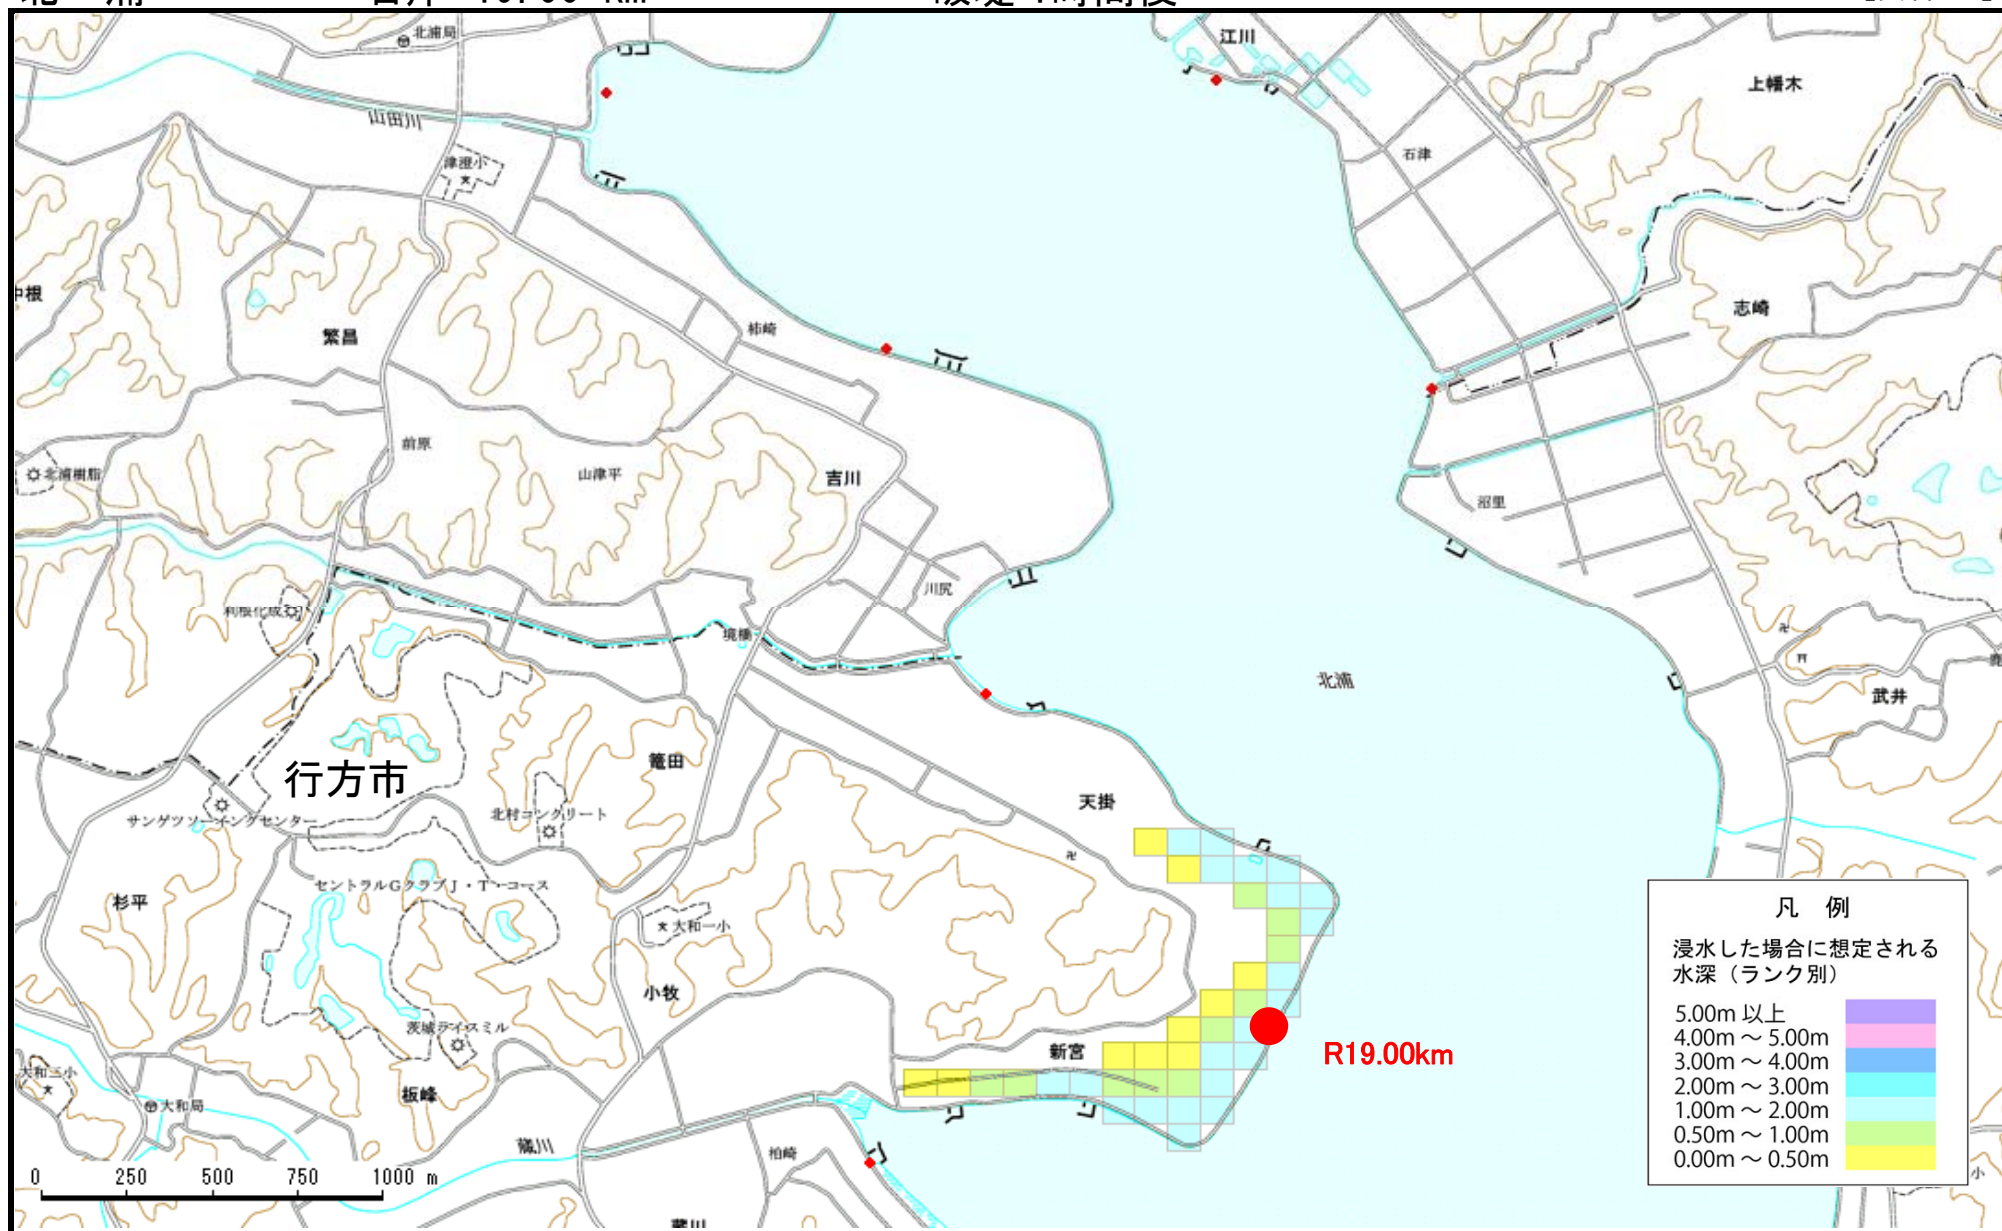 北浦局
江川
上幡木
山田川
津澄小
石津
中根
繁昌
柿崎
志崎
前原
北浦樹脂
山津平
吉川
沼里
川尻
利根化成
境橋
北浦
武井
篭田
行方市
天掛
サンゲツソーイングセンター
北村コンクリート
セントラルGクラブJ・T・コース
杉平
大和一小
小牧
茨城ライスミル
新宮
R19.00km
大和二小
大和局
板峰
蔵川
柏崎
蔵川
0 250 500 750 1000 m
凡 例
浸水した場合に想定される
水深（ランク別）
5.00m 以上
4.00m ～ 5.00m
3.00m ～ 4.00m
2.00m ～ 3.00m
1.00m ～ 2.00m
0.50m ～ 1.00m
0.00m ～ 0.50m
小